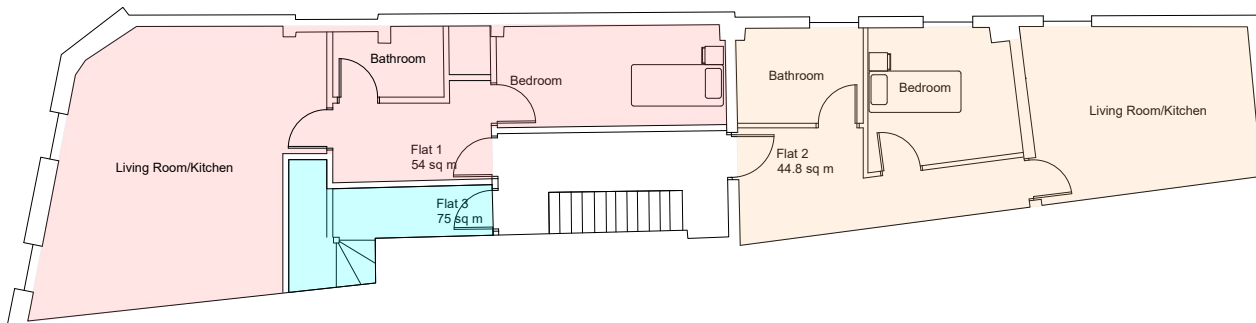 Bathroom
Bedroom
Living Room/Kitchen
Flat 1
54 sq m
Flat 3
75 sq m
Bathroom
Bedroom
Living Room/Kitchen
Flat 2
44.8 sq m